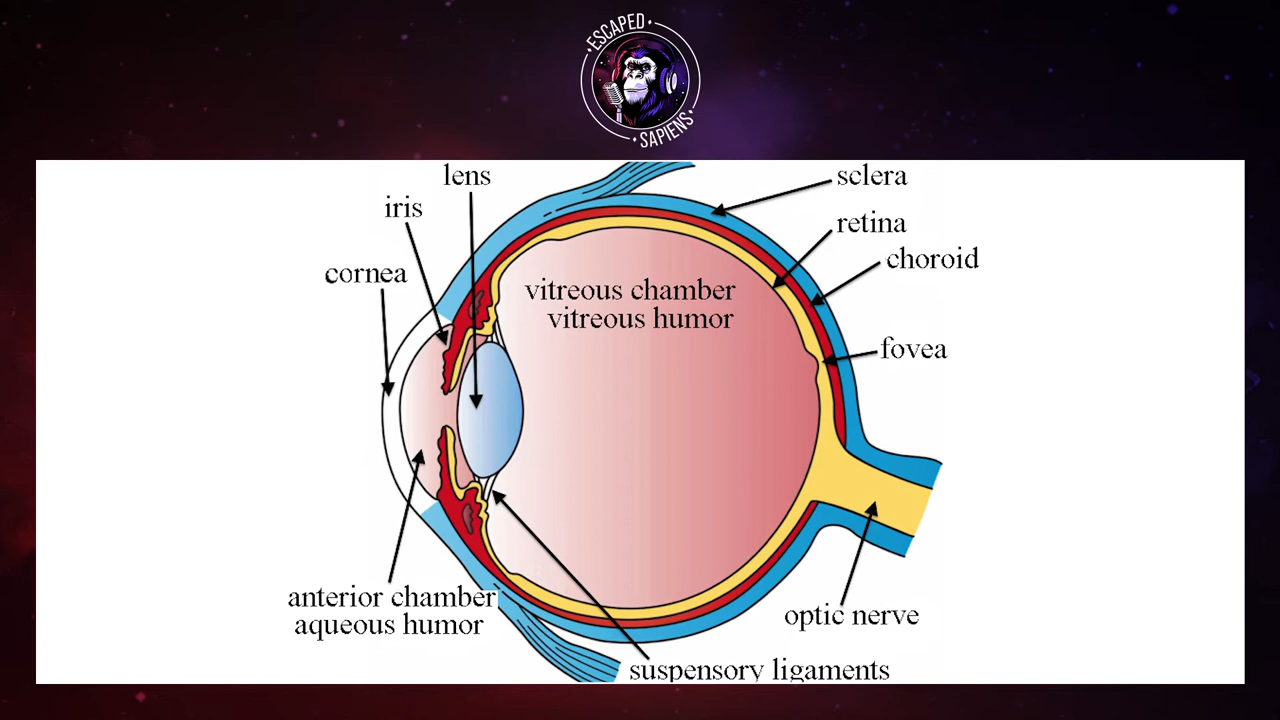 ESCAPED
SAPIENS
lens
sclera
iris
retina
choroid
cornea
vitreous chamber
vitreous humor
fovea
anterior chamber
aqueous humor
optic nerve
suspensory ligaments